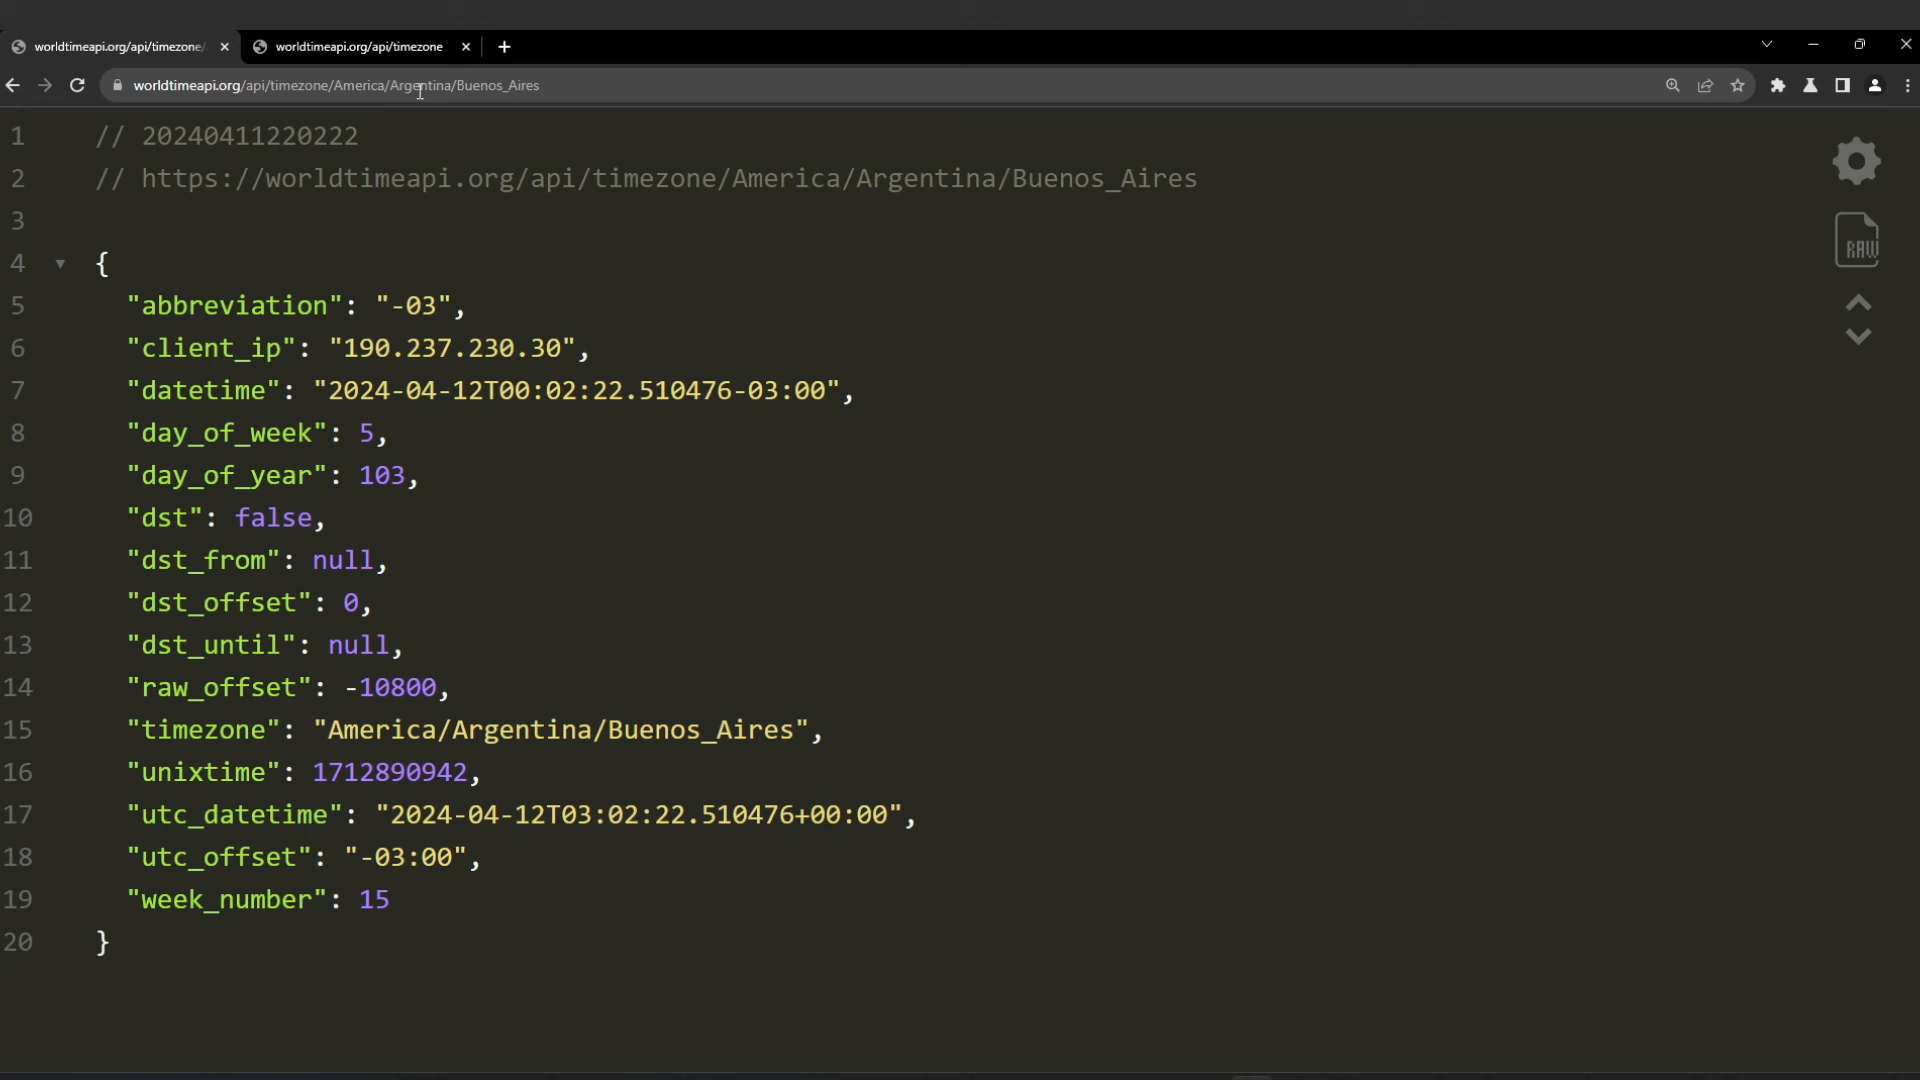 worldtimeapi.org/api/timezone/
worldtimeapi.org/api/timezone
worldtimeapi.org/api/timezone/America/Argentina/Buenos_Aires
1 // 20240411220222
2 // https://worldtimeapi.org/api/timezone/America/Argentina/Buenos_Aires
3
4 {
5 "abbreviation": "-03",
6 "client_ip": "190.237.230.30",
7 "datetime": "2024-04-12T00:02:22.510476-03:00",
8 "day_of_week": 5,
9 "day_of_year": 103,
10 "dst": false,
11 "dst_from": null,
12 "dst_offset": 0,
13 "dst_until": null,
14 "raw_offset": -10800,
15 "timezone": "America/Argentina/Buenos_Aires",
16 "unixtime": 1712890942,
17 "utc_datetime": "2024-04-12T03:02:22.510476+00:00",
18 "utc_offset": "-03:00",
19 "week_number": 15
20 }
RAW